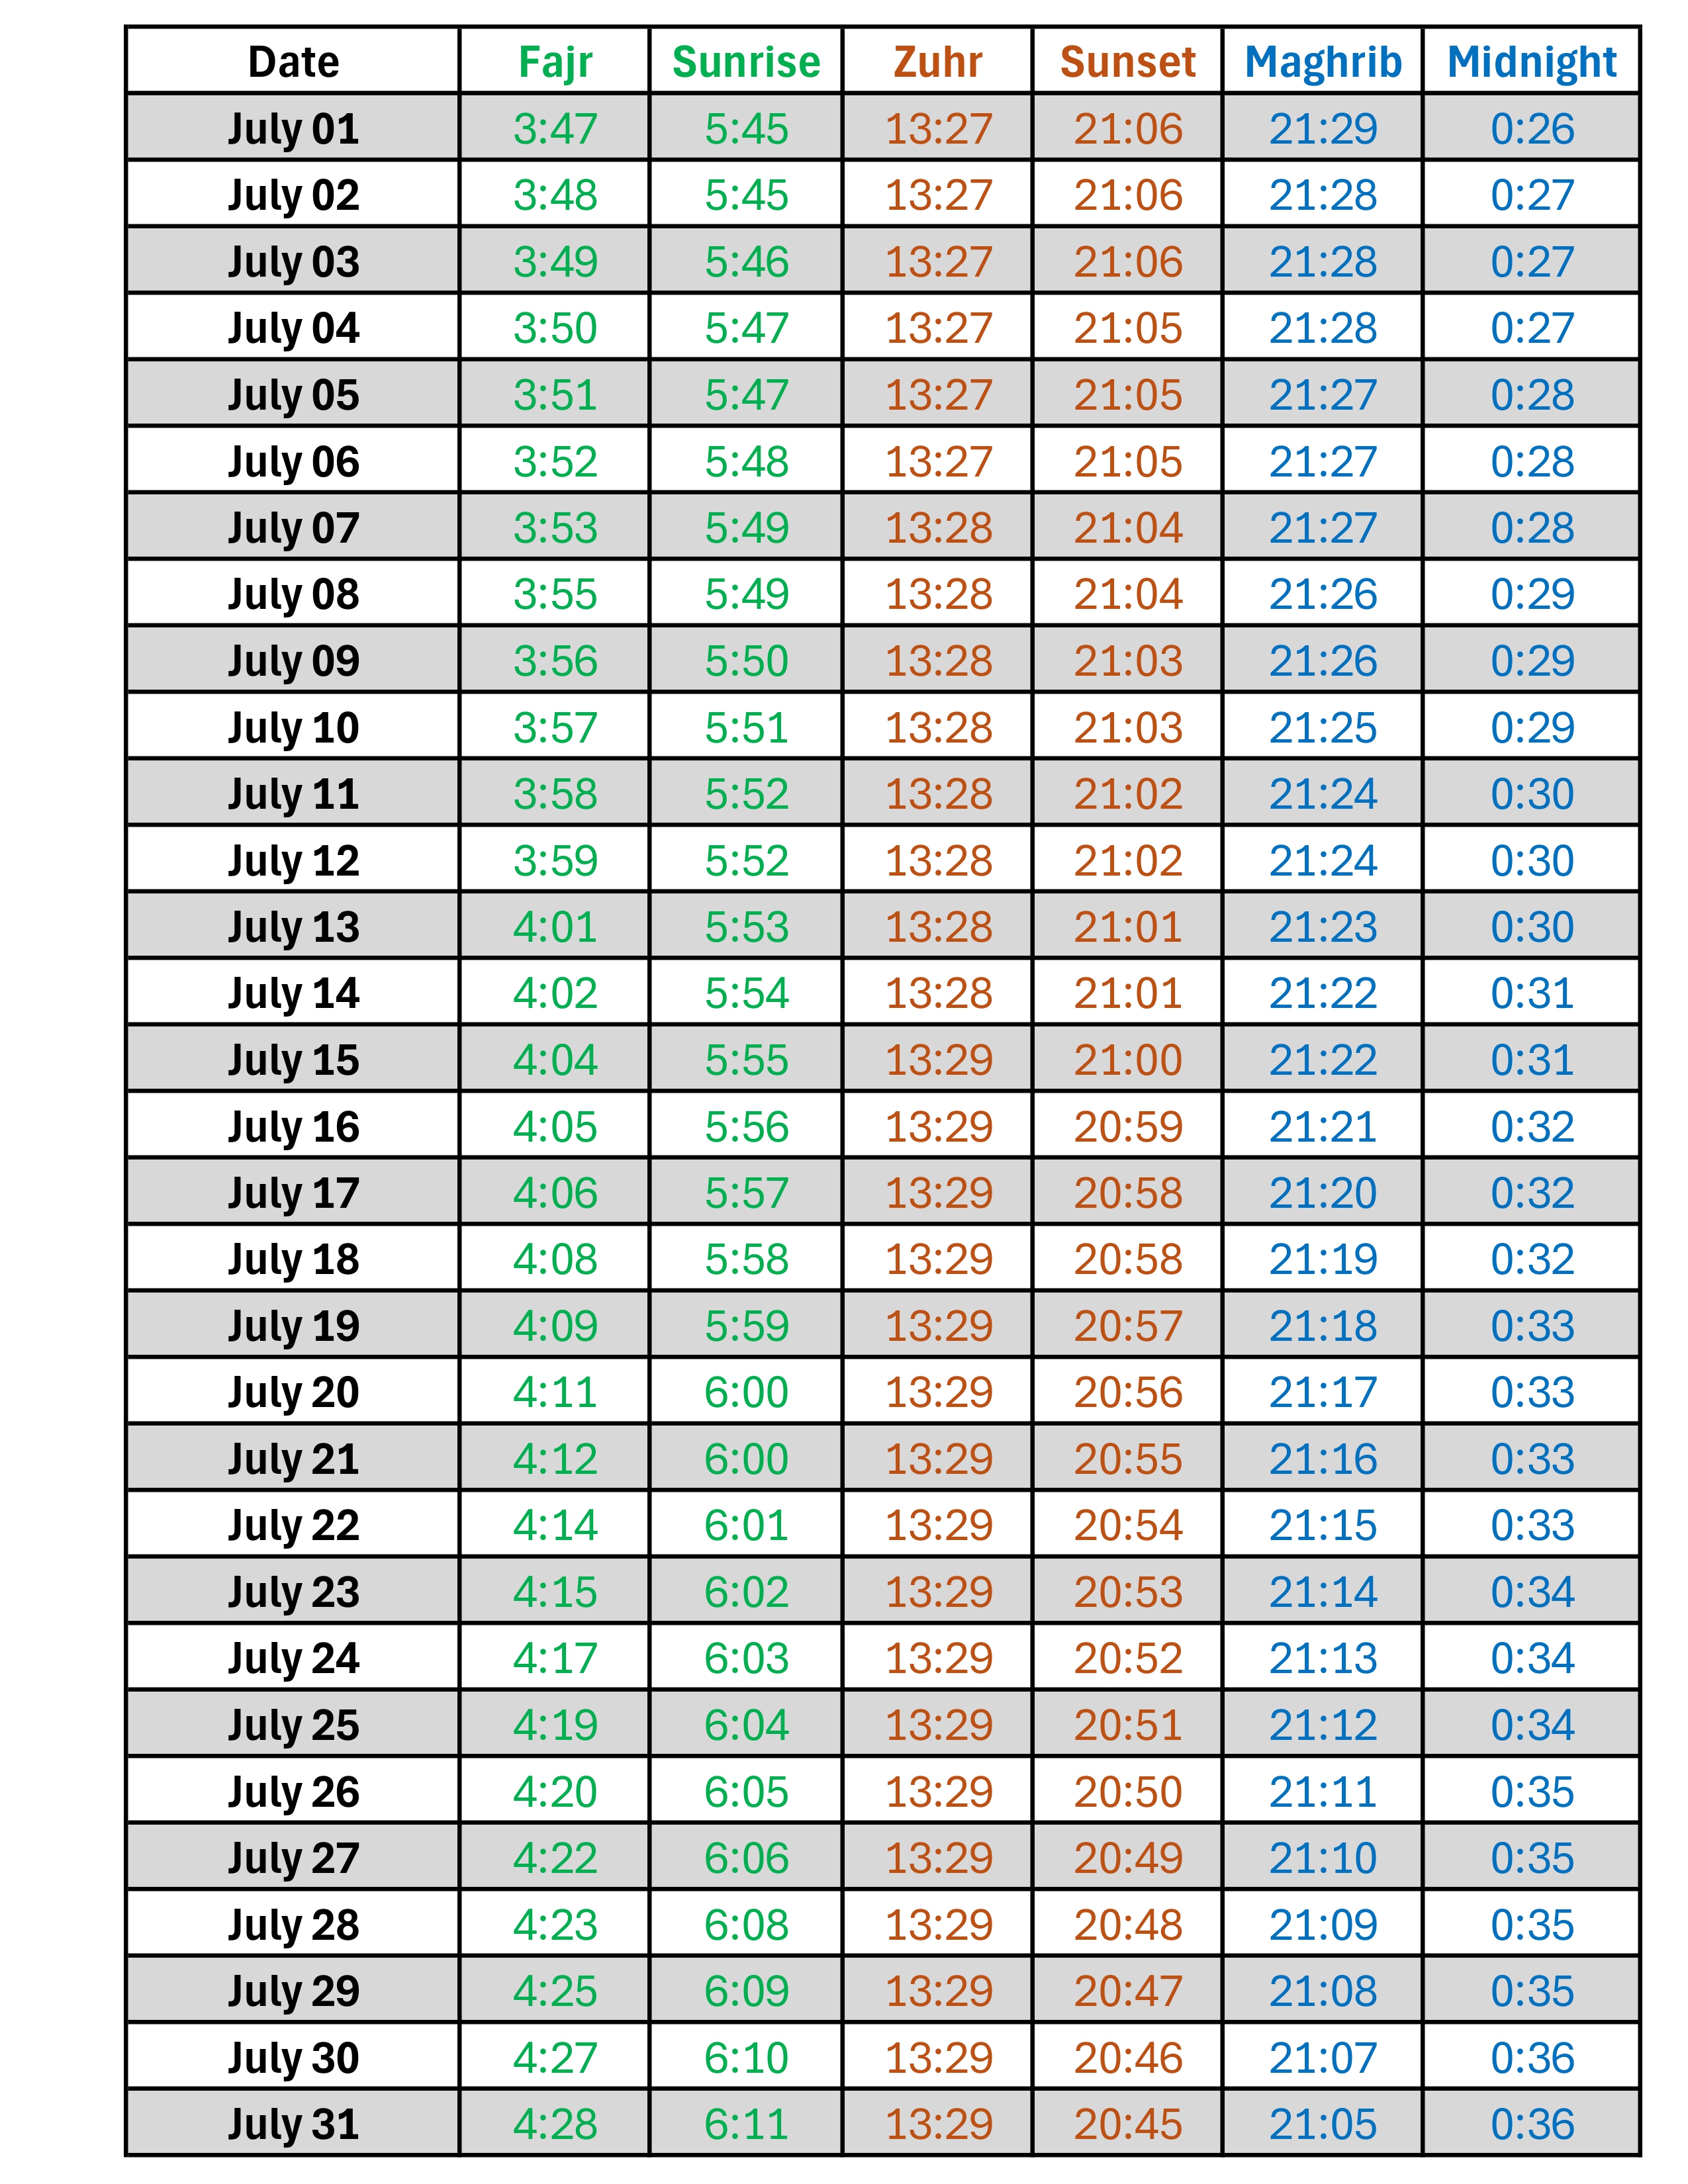 Date Fajr Sunrise Zuhr Sunset Maghrib Midnight
July 01 3:47 5:45 13:27 21:06 21:29 0:26
July 02 3:48 5:45 13:27 21:06 21:28 0:27
July 03 3:49 5:46 13:27 21:06 21:28 0:27
July 04 3:50 5:47 13:27 21:05 21:28 0:27
July 05 3:51 5:47 13:27 21:05 21:27 0:28
July 06 3:52 5:48 13:27 21:05 21:27 0:28
July 07 3:53 5:49 13:28 21:04 21:27 0:28
July 08 3:55 5:49 13:28 21:04 21:26 0:29
July 09 3:56 5:50 13:28 21:03 21:26 0:29
July 10 3:57 5:51 13:28 21:03 21:25 0:29
July 11 3:58 5:52 13:28 21:02 21:24 0:30
July 12 3:59 5:52 13:28 21:02 21:24 0:30
July 13 4:01 5:53 13:28 21:01 21:23 0:30
July 14 4:02 5:54 13:28 21:01 21:22 0:31
July 15 4:04 5:55 13:29 21:00 21:22 0:31
July 16 4:05 5:56 13:29 20:59 21:21 0:32
July 17 4:06 5:57 13:29 20:58 21:20 0:32
July 18 4:08 5:58 13:29 20:58 21:19 0:32
July 19 4:09 5:59 13:29 20:57 21:18 0:33
July 20 4:11 6:00 13:29 20:56 21:17 0:33
July 21 4:12 6:00 13:29 20:55 21:16 0:33
July 22 4:14 6:01 13:29 20:54 21:15 0:33
July 23 4:15 6:02 13:29 20:53 21:14 0:34
July 24 4:17 6:03 13:29 20:52 21:13 0:34
July 25 4:19 6:04 13:29 20:51 21:12 0:34
July 26 4:20 6:05 13:29 20:50 21:11 0:35
July 27 4:22 6:06 13:29 20:49 21:10 0:35
July 28 4:23 6:08 13:29 20:48 21:09 0:35
July 29 4:25 6:09 13:29 20:47 21:08 0:35
July 30 4:27 6:10 13:29 20:46 21:07 0:36
July 31 4:28 6:11 13:29 20:45 21:05 0:36